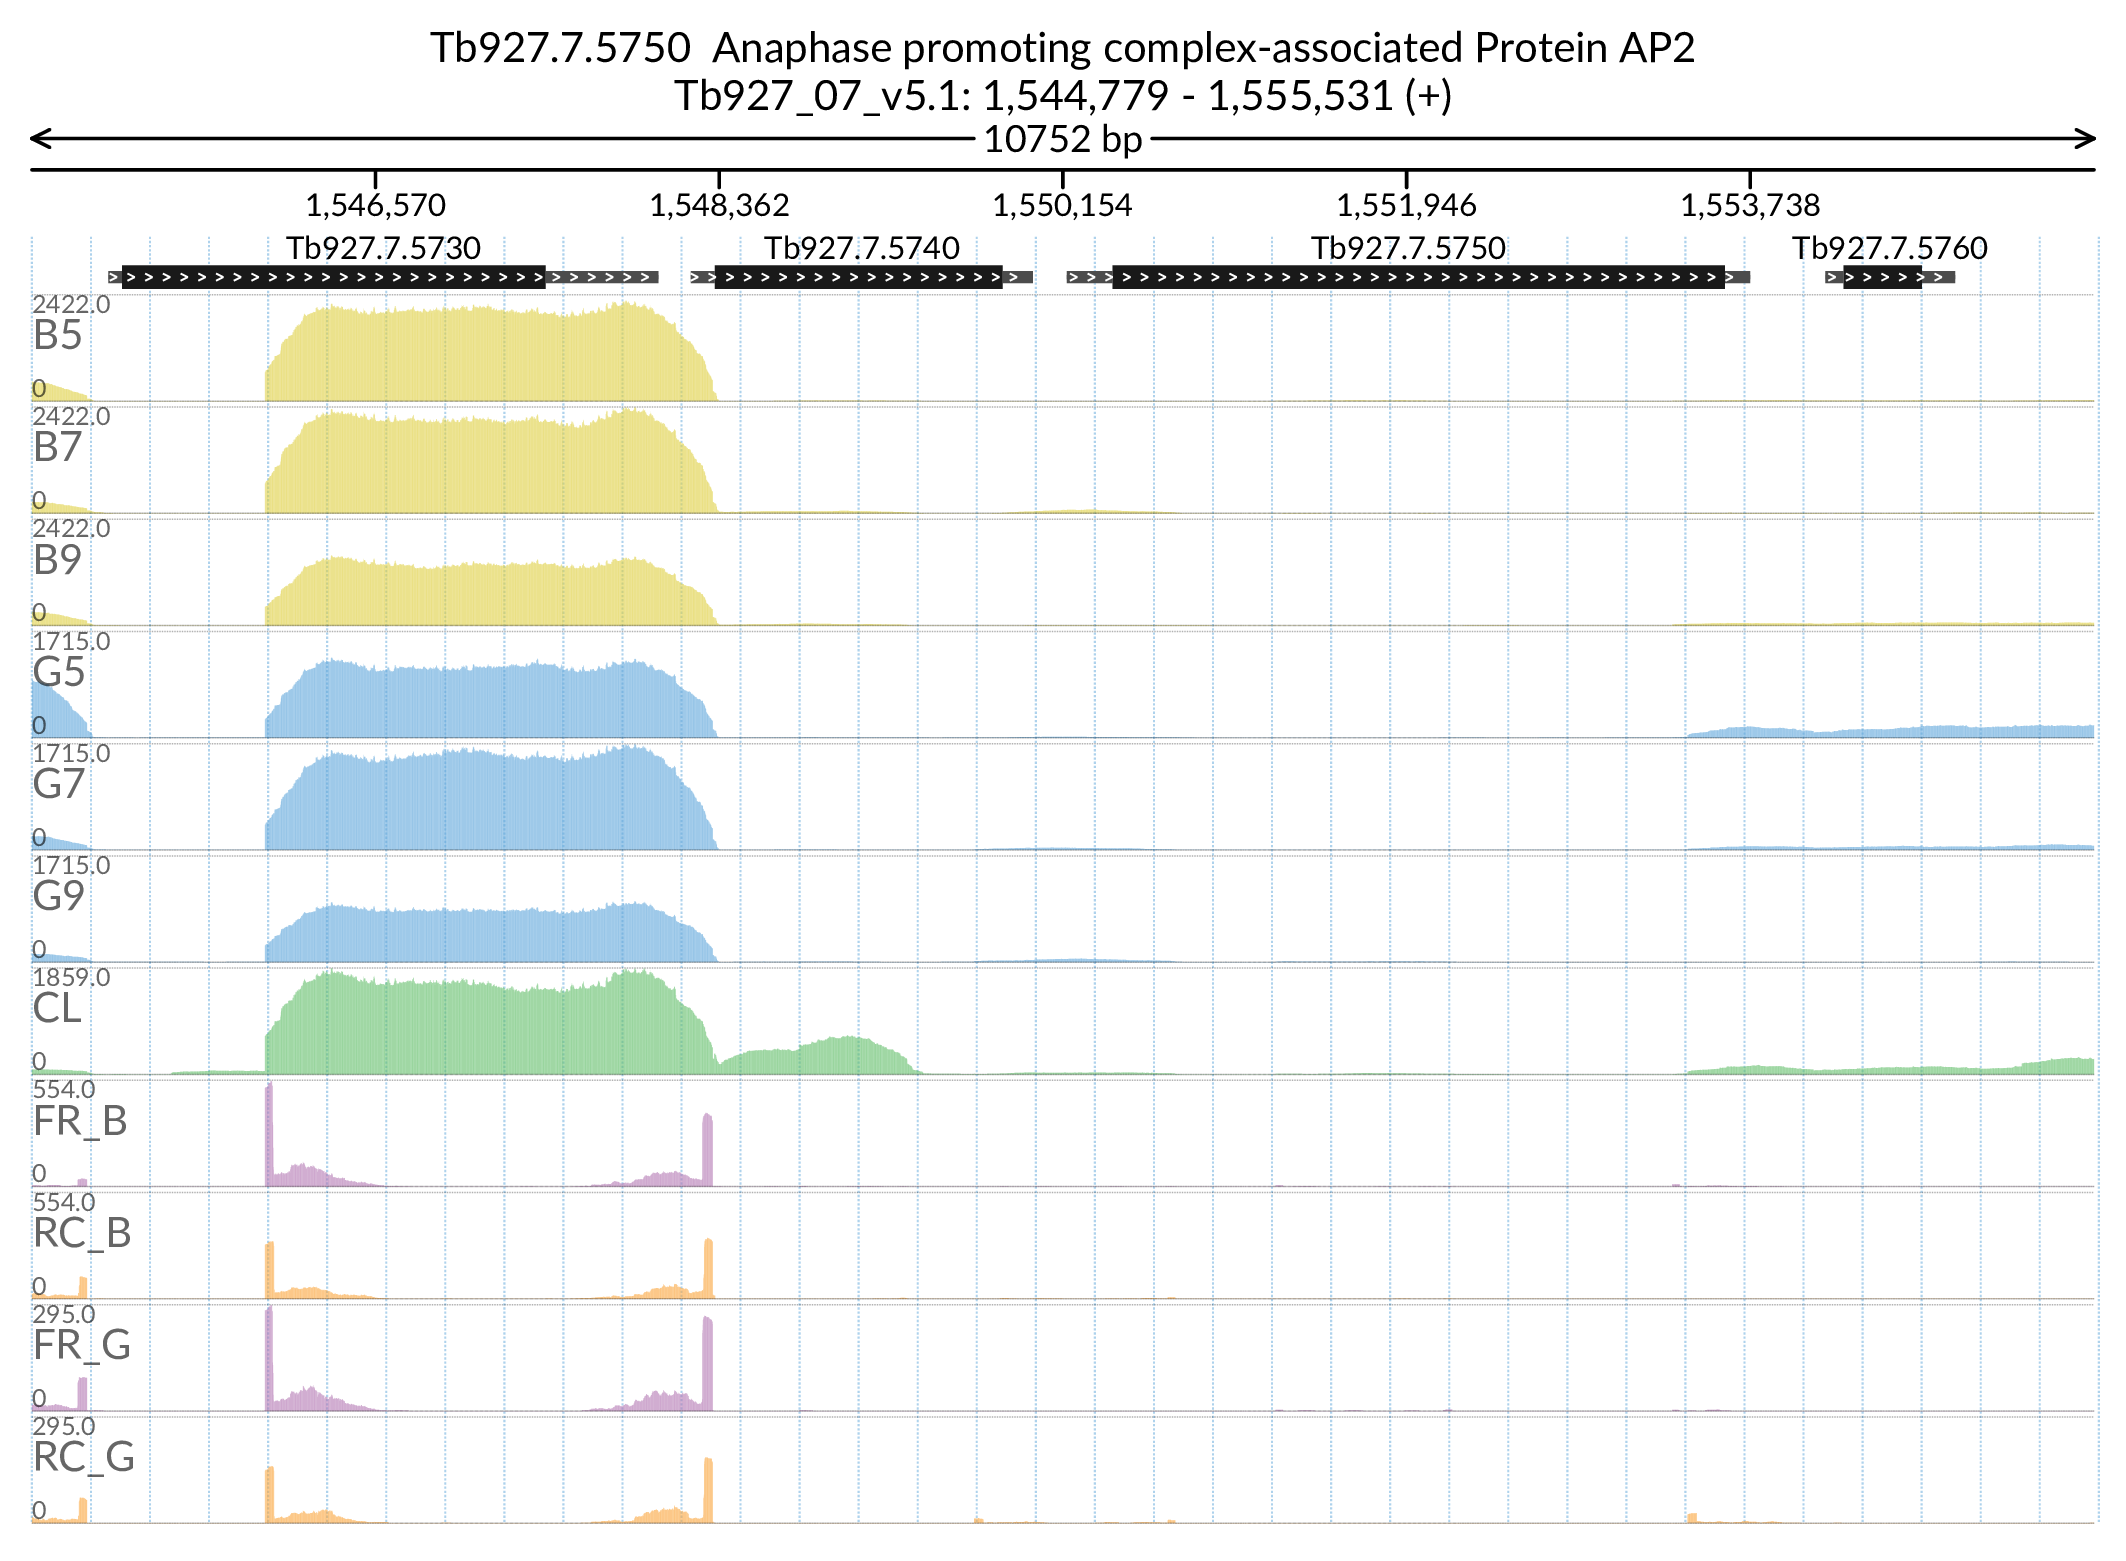 Tb927.7.5750  Anaphase promoting complex-associated Protein AP2
Tb927_07_v5.1: 1,544,779 - 1,555,531 (+)
10752 bp
1,546,570 1,548,362 1,550,154 1,551,946 1,553,738
Tb927.7.5730 Tb927.7.5740 Tb927.7.5750 Tb927.7.5760
2422.0
B5
0
2422.0
B7
0
2422.0
B9
0
1715.0
G5
0
1715.0
G7
0
1715.0
G9
0
1859.0
CL
0
554.0
FR_B
0
554.0
RC_B
0
295.0
FR_G
0
295.0
RC_G
0